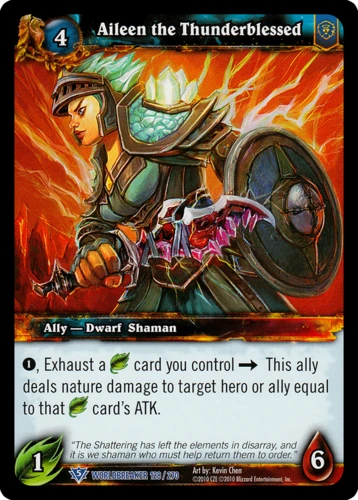 4
Aileen the Thunderblessed
Ally — Dwarf Shaman
❶, Exhaust a card you control ➞ This ally
deals nature damage to target hero or ally equal
to that card's ATK.
"The Shattering has left the elements in disarray, and
it is we shaman who must help return them to order."
1
5
WORLDBREAKER
/ 270
Art by: Kevin Chen
©2010 CZE ©2010 Blizzard Entertainment, Inc.
6